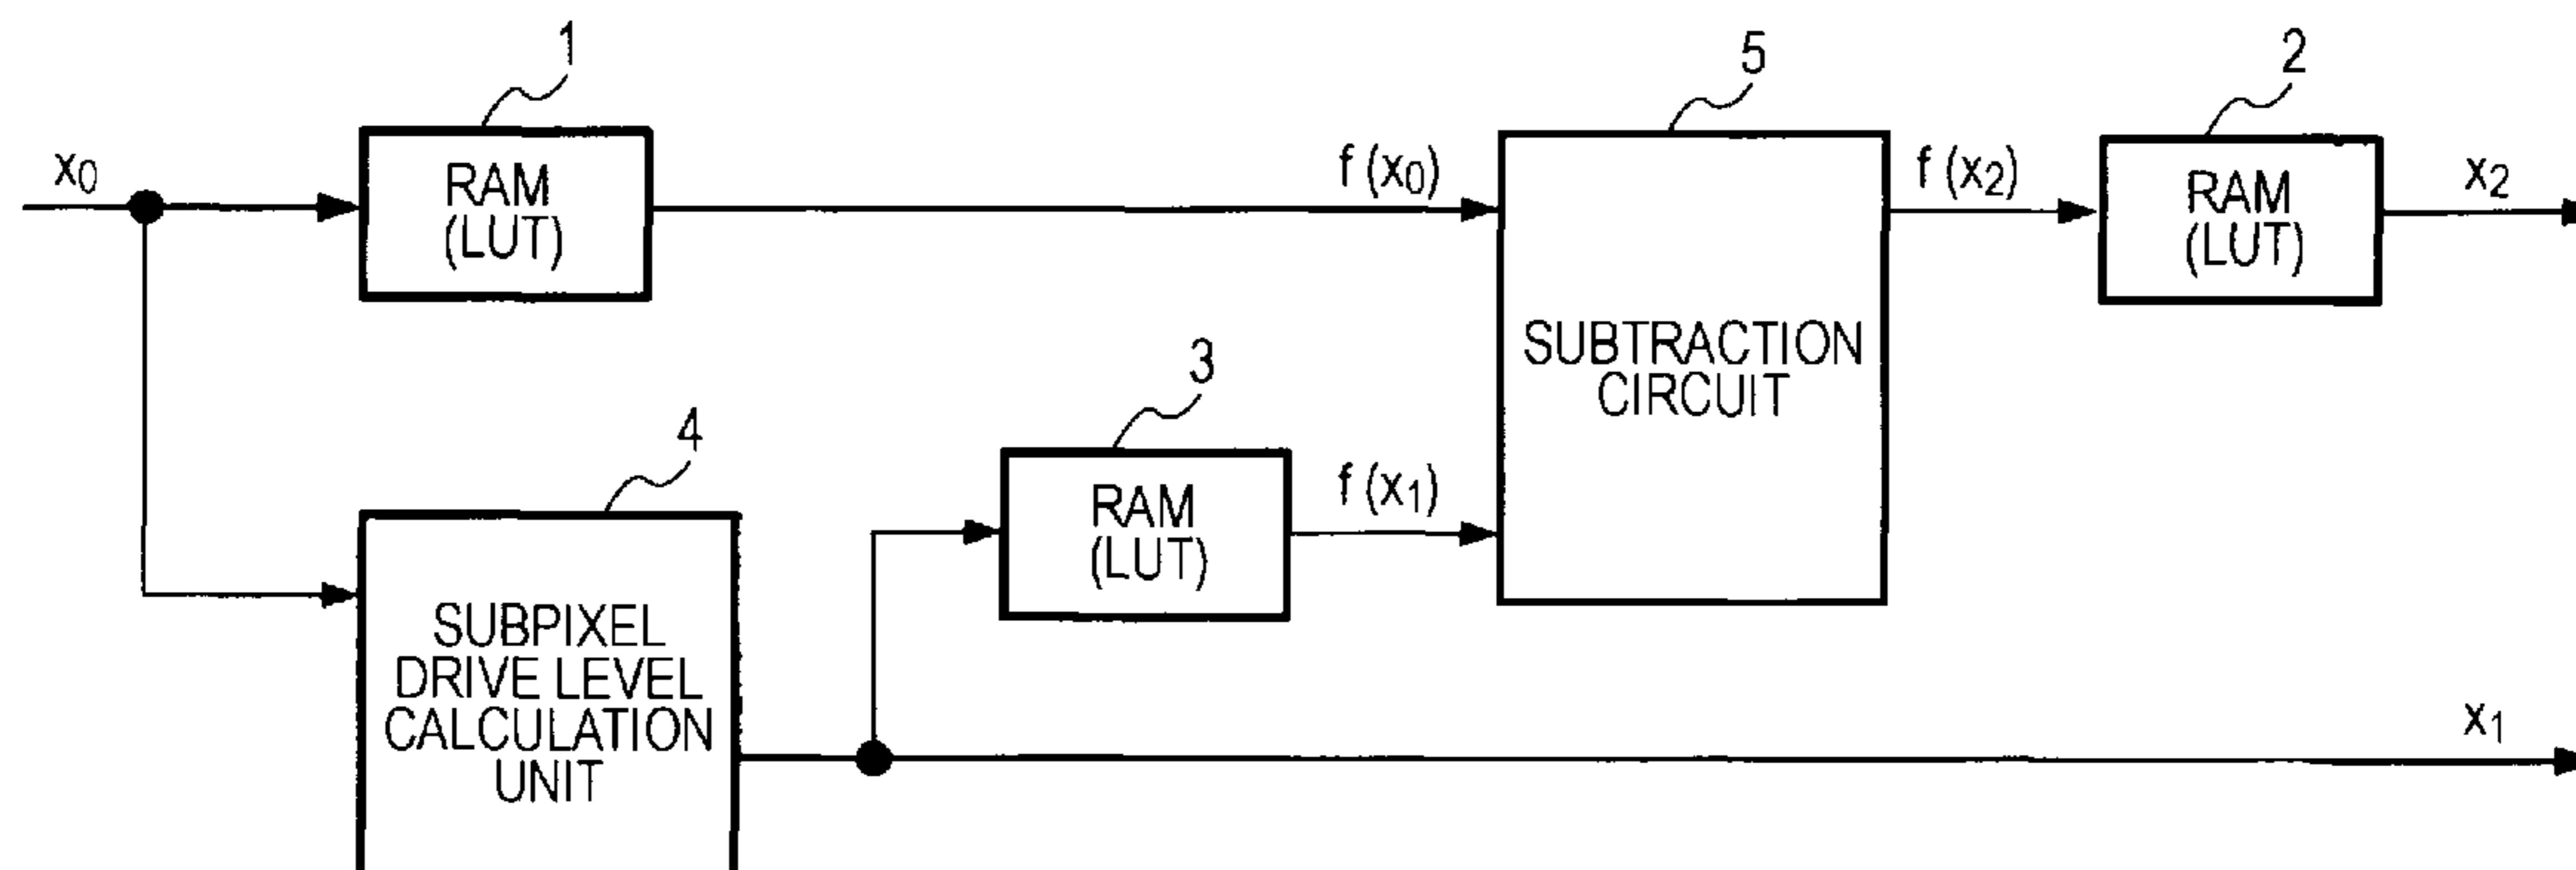 1
5
2
x0
RAM
(LUT)
f (x0)
f (x2)
RAM
(LUT)
x2
SUBTRACTION
CIRCUIT
3
4
RAM
(LUT)
f (x1)
SUBPIXEL
DRIVE LEVEL
CALCULATION
UNIT
x1